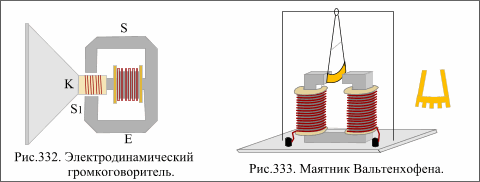 S
K
S1
E
Рис.332. Электродинамический
громкоговоритель.
Рис.333. Маятник Вальтенхофена.